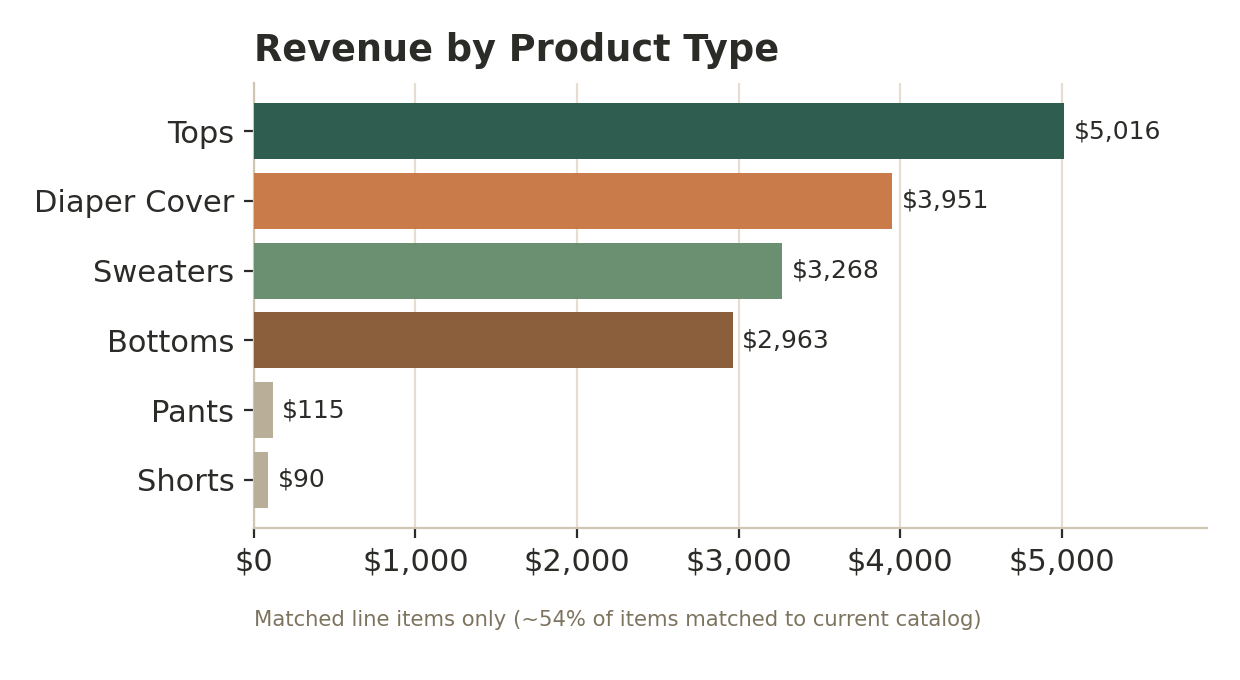 Revenue by Product Type
Tops $5,016
Diaper Cover $3,951
Sweaters $3,268
Bottoms $2,963
Pants $115
Shorts $90
$0 $1,000 $2,000 $3,000 $4,000 $5,000
Matched line items only (~54% of items matched to current catalog)